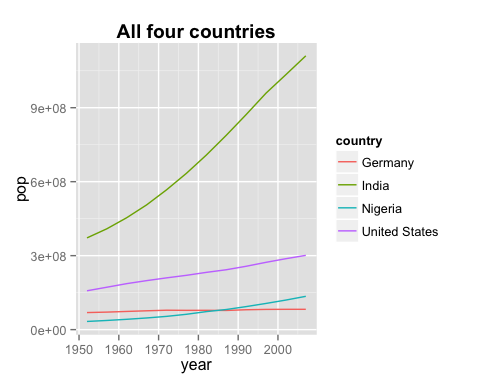 All four countries
pop
9e+08
6e+08
3e+08
0e+00
1950 1960 1970 1980 1990 2000
year
country
Germany
India
Nigeria
United States